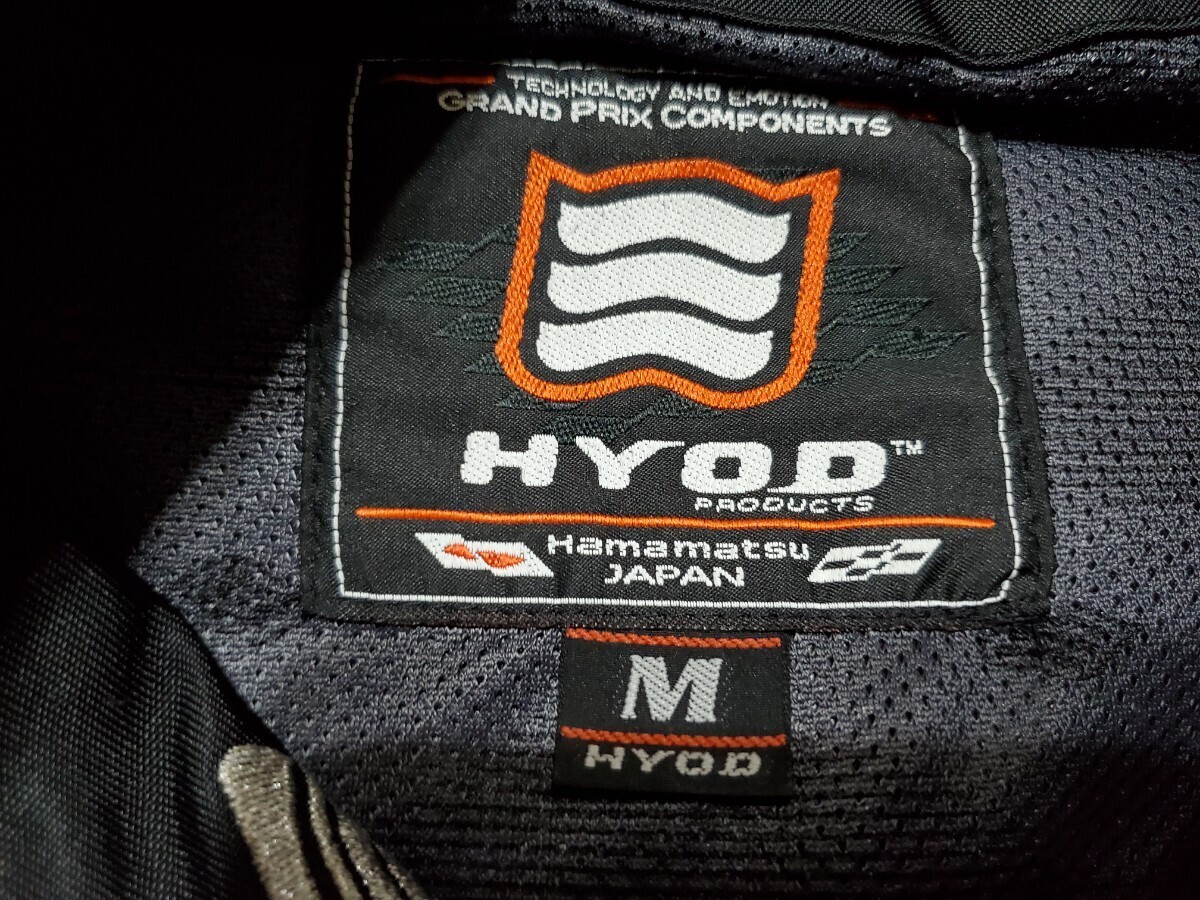 TECHNOLOGY AND EMOTION
GRAND PRIX COMPONENTS
HYOD™
PRODUCTS
Hamamatsu
JAPAN
M
HYOD